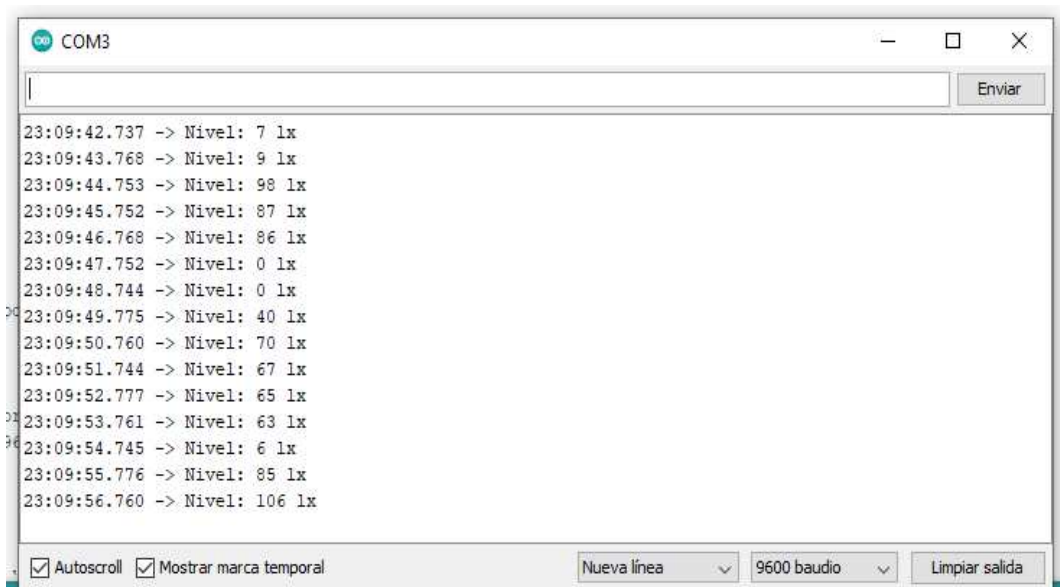 COM3
Enviar
23:09:42.737 -> Nivel: 7 lx
23:09:43.768 -> Nivel: 9 lx
23:09:44.753 -> Nivel: 98 lx
23:09:45.752 -> Nivel: 87 lx
23:09:46.768 -> Nivel: 86 lx
23:09:47.752 -> Nivel: 0 lx
23:09:48.744 -> Nivel: 0 lx
23:09:49.775 -> Nivel: 40 lx
23:09:50.760 -> Nivel: 70 lx
23:09:51.744 -> Nivel: 67 lx
23:09:52.777 -> Nivel: 65 lx
23:09:53.761 -> Nivel: 63 lx
23:09:54.745 -> Nivel: 6 lx
23:09:55.776 -> Nivel: 85 lx
23:09:56.760 -> Nivel: 106 lx
Autoscroll Mostrar marca temporal Nueva línea 9600 baudio Limpiar salida